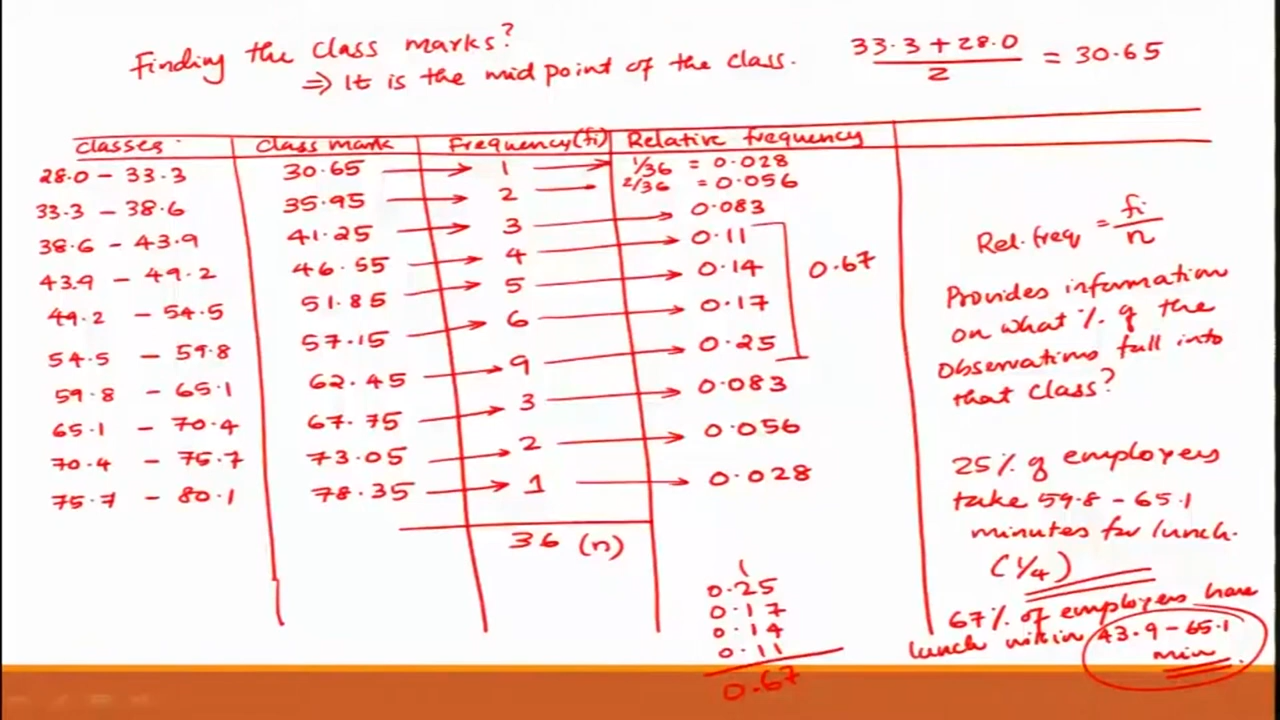 Finding the class marks?
⇒ It is the mid point of the class.
33.3 + 28.0 / 2 = 30.65
classes class mark Frequency (fi) Relative frequency
28.0 – 33.3 30.65 → 1 → 1/36 = 0.028
33.3 – 38.6 35.95 → 2 → 2/36 = 0.056
38.6 – 43.9 41.25 → 3 → 0.083
43.9 – 49.2 46.55 → 4 → 0.11
49.2 – 54.5 51.85 → 5 → 0.14
54.5 – 59.8 57.15 → 6 → 0.17
59.8 – 65.1 62.45 → 9 → 0.25
65.1 – 70.4 67.75 → 3 → 0.083
70.4 – 75.7 73.05 → 2 → 0.056
75.7 – 80.1 78.35 → 1 → 0.028
36 (n)
0.67
1
0.25
0.17
0.14
0.11
0.67
Rel. freq = fi / n
Provides information
on what % of the
observations fall into
that class?
25% of employees
take 59.8 – 65.1
minutes for lunch.
(1/4)
67% of employees have
lunch within 43.9 – 65.1
min